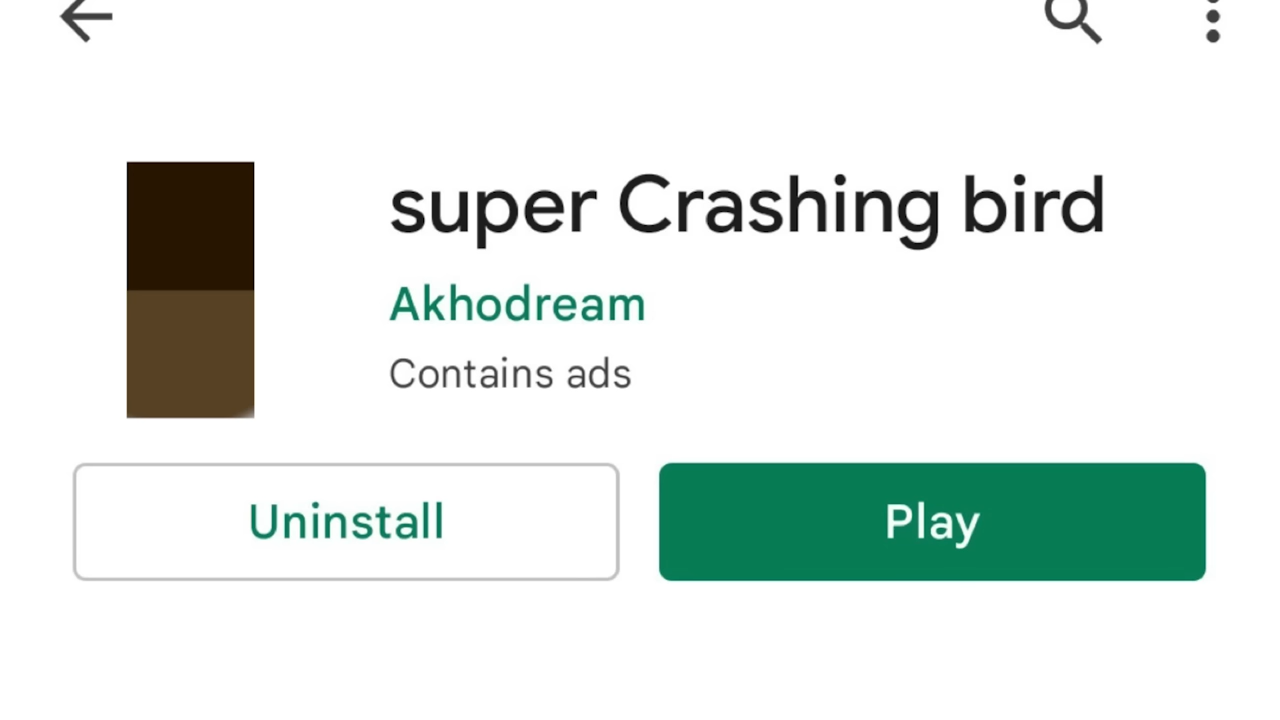 super Crashing bird
Akhodream
Contains ads
Uninstall
Play